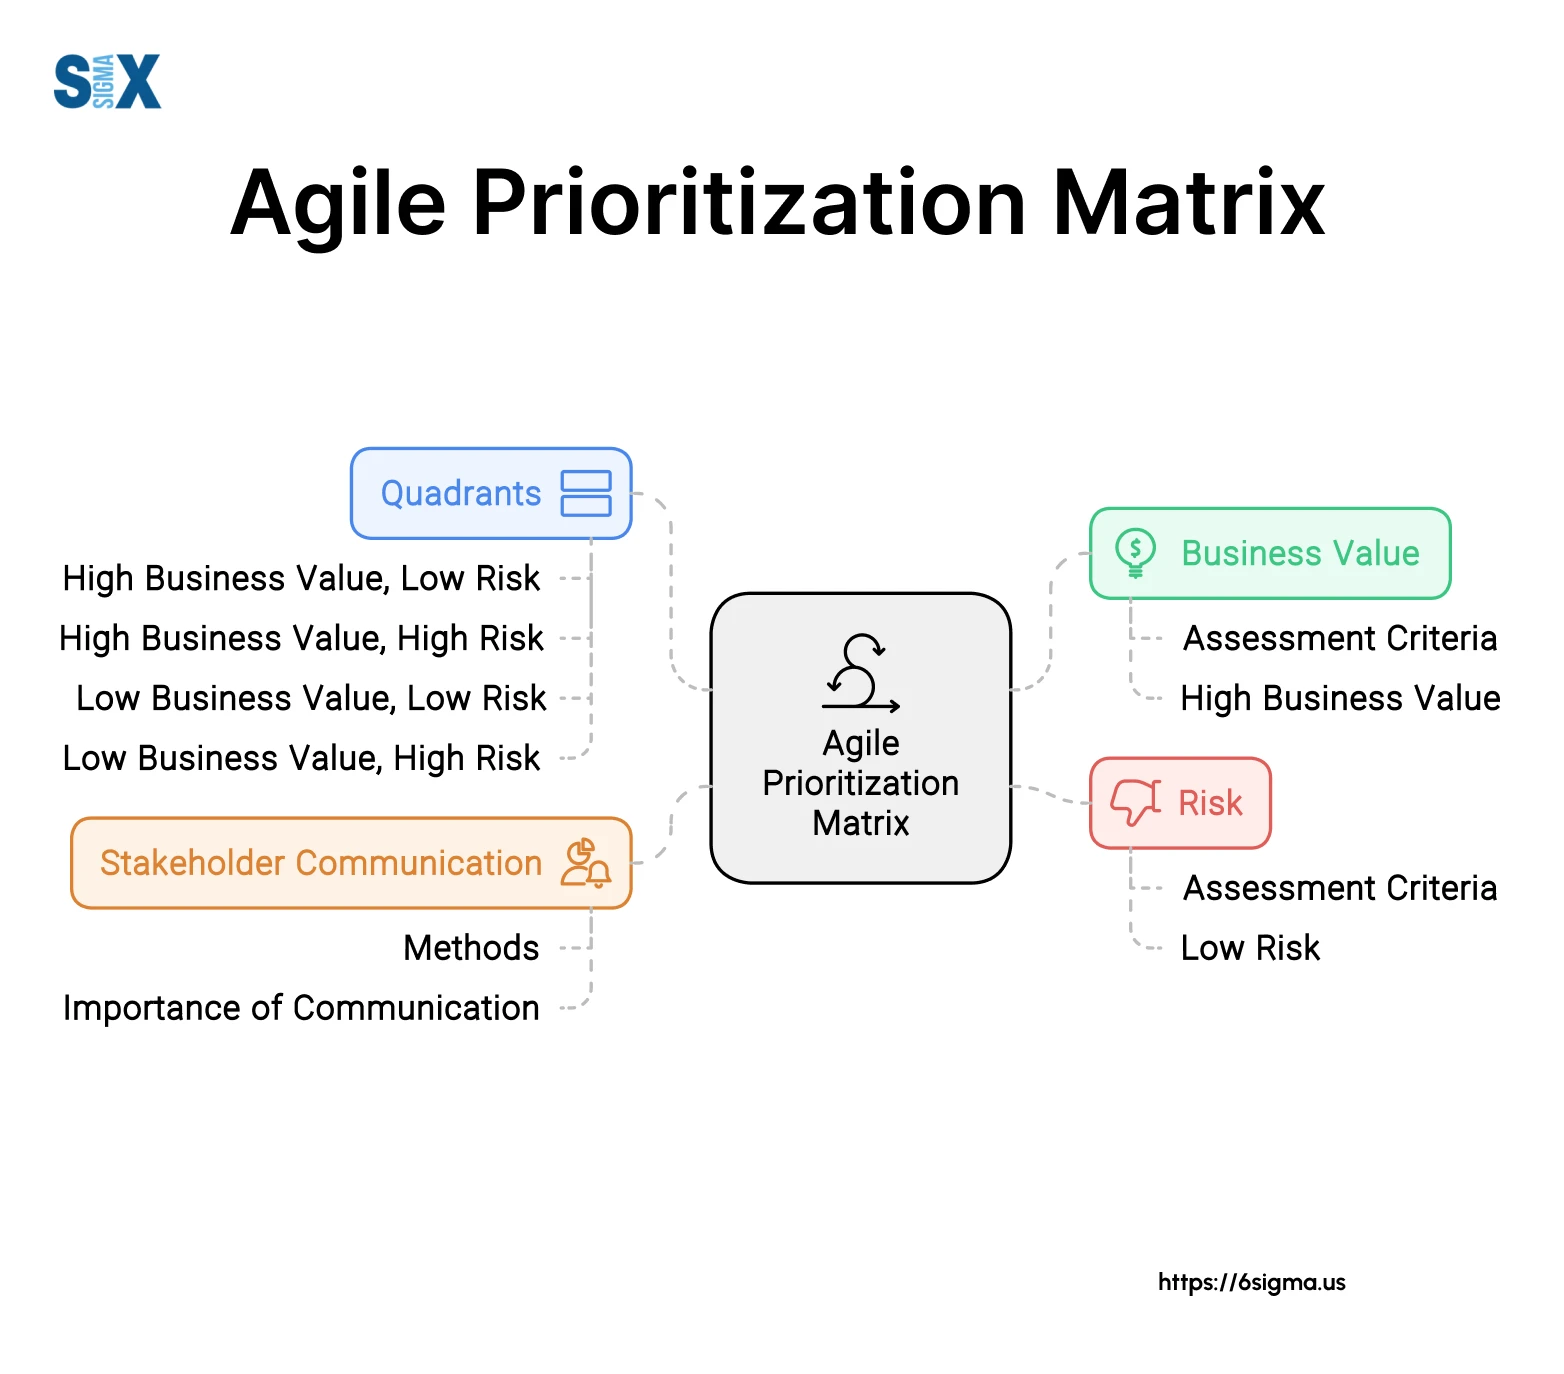 SIX
SIGMA
Agile Prioritization Matrix
Quadrants
High Business Value, Low Risk
High Business Value, High Risk
Low Business Value, Low Risk
Low Business Value, High Risk
Stakeholder Communication
Methods
Importance of Communication
Agile
Prioritization
Matrix
$
Business Value
Assessment Criteria
High Business Value
Risk
Assessment Criteria
Low Risk
https://6sigma.us